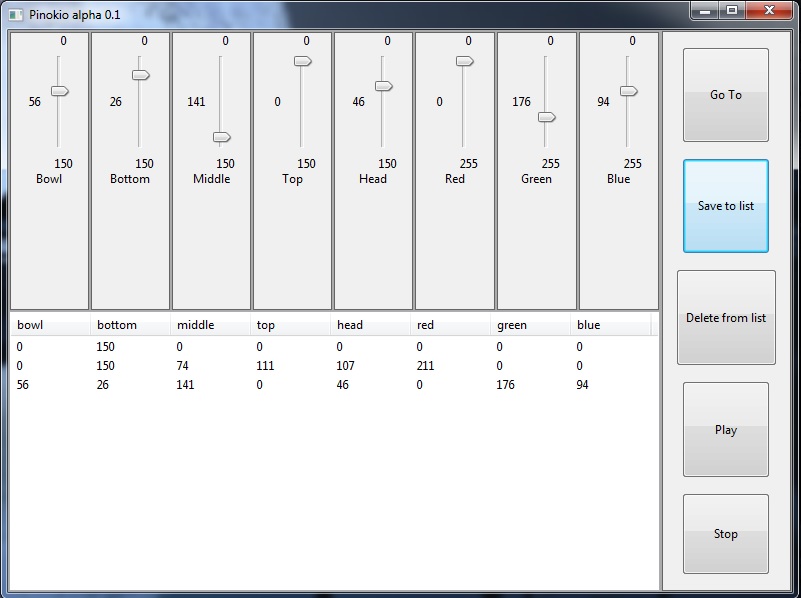 Pinokio alpha 0.1
0 0 0 0 0 0 0 0
56 26 141 0 46 0 176 94
150 150 150 150 150 255 255 255
Bowl Bottom Middle Top Head Red Green Blue
Go To
Save to list
Delete from list
Play
Stop
bowl bottom middle top head red green blue
0 150 0 0 0 0 0 0
0 150 74 111 107 211 0 0
56 26 141 0 46 0 176 94